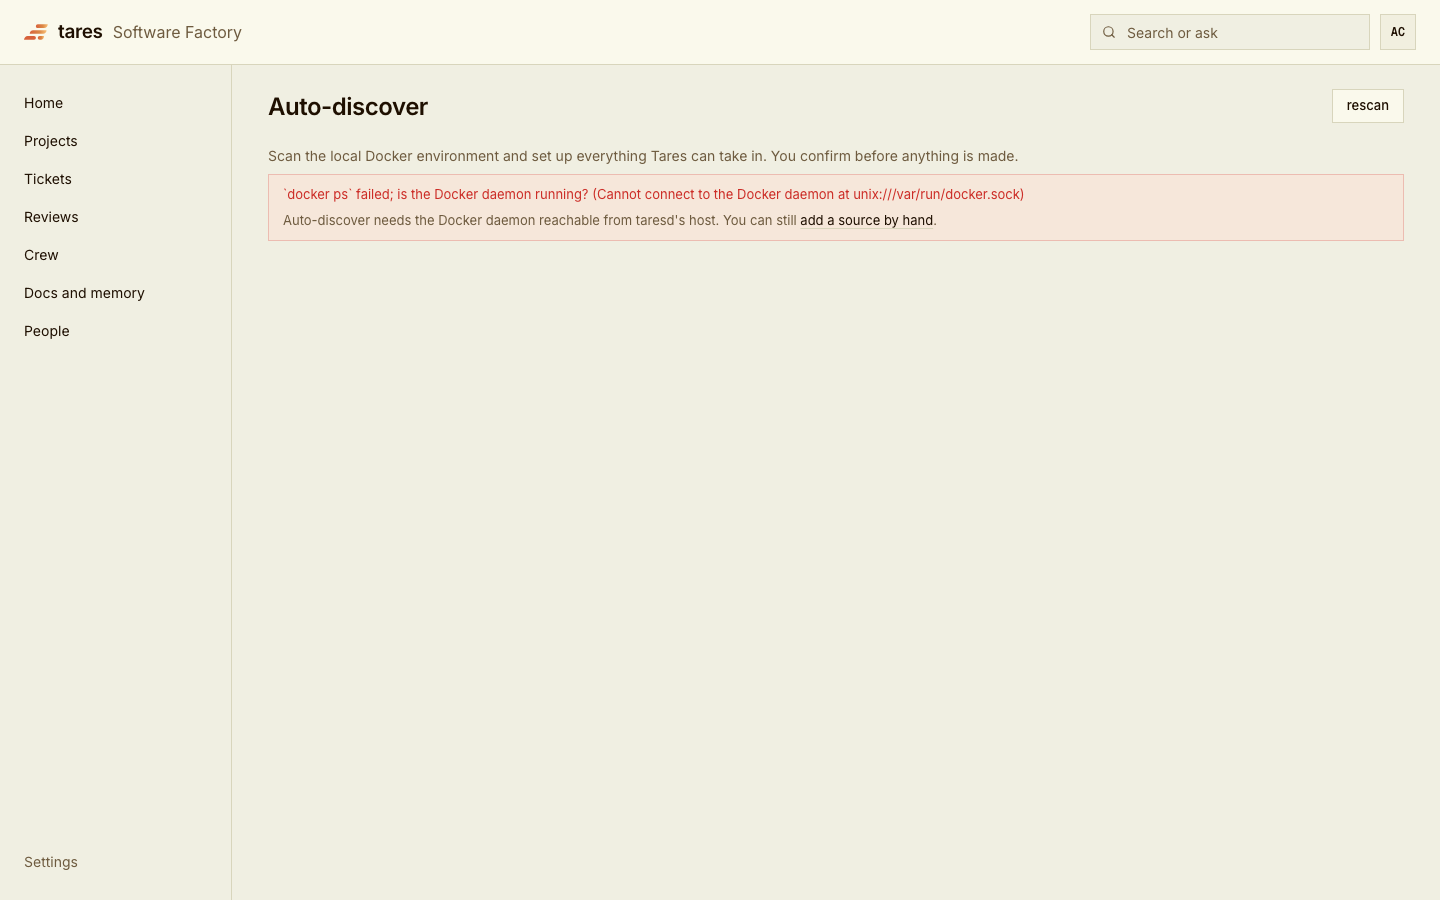 tares Software Factory
Search or ask
AC
Home
Projects
Tickets
Reviews
Crew
Docs and memory
People
Settings
Auto-discover
rescan
Scan the local Docker environment and set up everything Tares can take in. You confirm before anything is made.
`docker ps` failed; is the Docker daemon running? (Cannot connect to the Docker daemon at unix:///var/run/docker.sock)
Auto-discover needs the Docker daemon reachable from taresd's host. You can still add a source by hand.